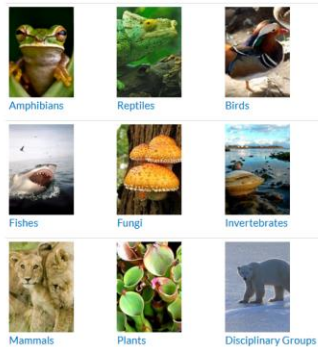 Amphibians
Reptiles
Birds
Fishes
Fungi
Invertebrates
Mammals
Plants
Disciplinary Groups